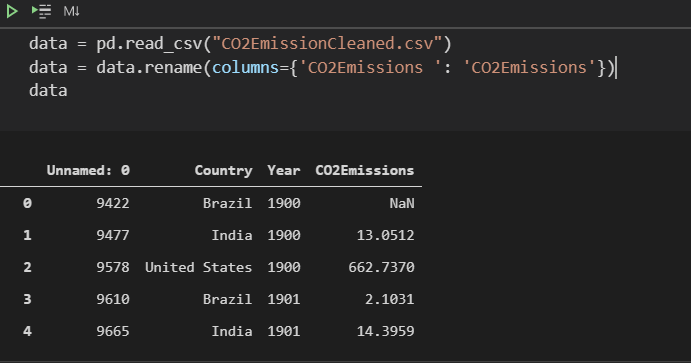 M↓
data = pd.read_csv("CO2EmissionCleaned.csv")
data = data.rename(columns={'CO2Emissions ': 'CO2Emissions'})
data
Unnamed: 0 Country Year CO2Emissions
0 9422 Brazil 1900 NaN
1 9477 India 1900 13.0512
2 9578 United States 1900 662.7370
3 9610 Brazil 1901 2.1031
4 9665 India 1901 14.3959